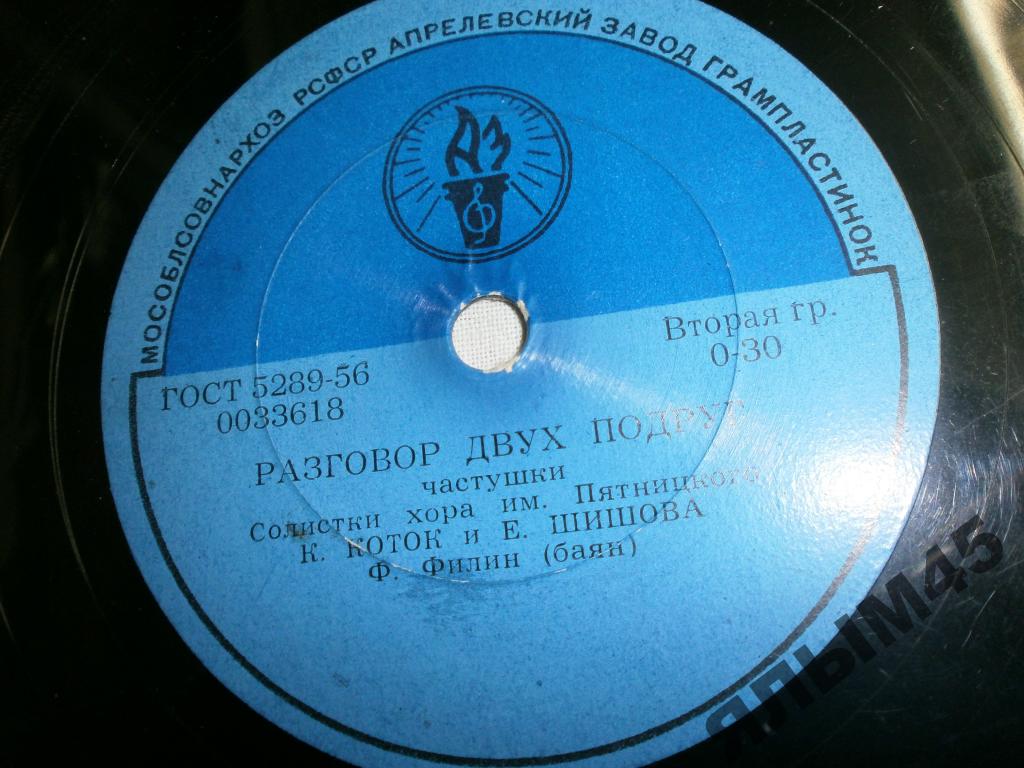 МОСОБЛСОВНАРХОЗ РСФСР АПРЕЛЕВСКИЙ ЗАВОД ГРАМПЛАСТИНОК
АЗ
ГОСТ 5289-56
0033618
Вторая гр.
0-30
РАЗГОВОР ДВУХ ПОДРУГ
частушки
Солистки хора им. Пятницкого
К. КОТОК и Е. ШИШОВА
Ф. Филин (баян)
ЯЛЫМ45